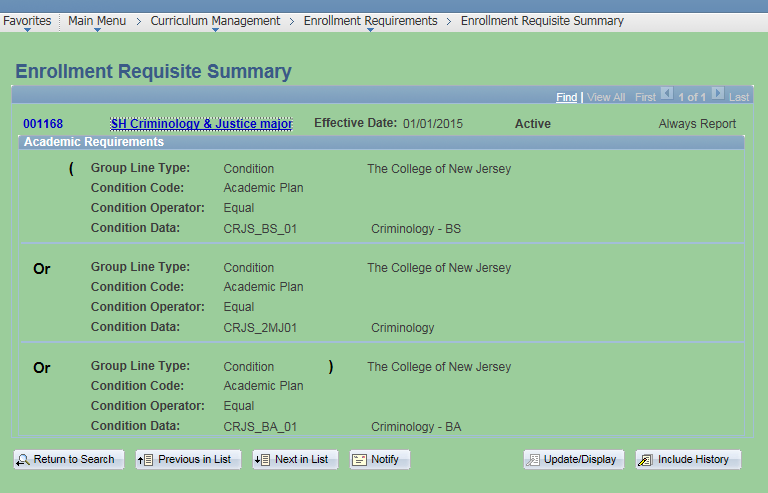 Favorites Main Menu > Curriculum Management > Enrollment Requirements > Enrollment Requisite Summary
Enrollment Requisite Summary
Find | View All First 1 of 1 Last
001168 SH Criminology & Justice major Effective Date: 01/01/2015 Active Always Report
Academic Requirements
( Group Line Type: Condition The College of New Jersey
Condition Code: Academic Plan
Condition Operator: Equal
Condition Data: CRJS_BS_01 Criminology - BS
Or Group Line Type: Condition The College of New Jersey
Condition Code: Academic Plan
Condition Operator: Equal
Condition Data: CRJS_2MJ01 Criminology
Or Group Line Type: Condition ) The College of New Jersey
Condition Code: Academic Plan
Condition Operator: Equal
Condition Data: CRJS_BA_01 Criminology - BA
Return to Search Previous in List Next in List Notify Update/Display Include History